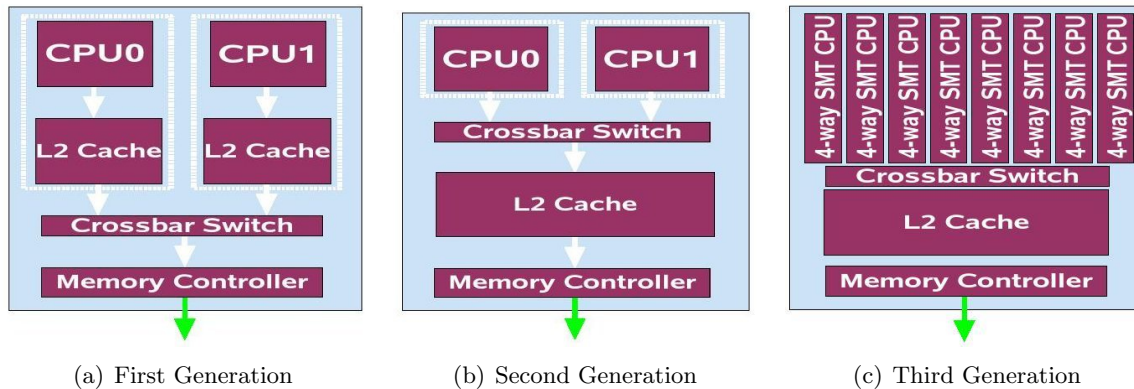 CPU0
CPU1
L2 Cache
L2 Cache
Crossbar Switch
Memory Controller
(a) First Generation
CPU0
CPU1
Crossbar Switch
L2 Cache
Memory Controller
(b) Second Generation
4-way SMT CPU
4-way SMT CPU
4-way SMT CPU
4-way SMT CPU
4-way SMT CPU
4-way SMT CPU
4-way SMT CPU
4-way SMT CPU
Crossbar Switch
L2 Cache
Memory Controller
(c) Third Generation